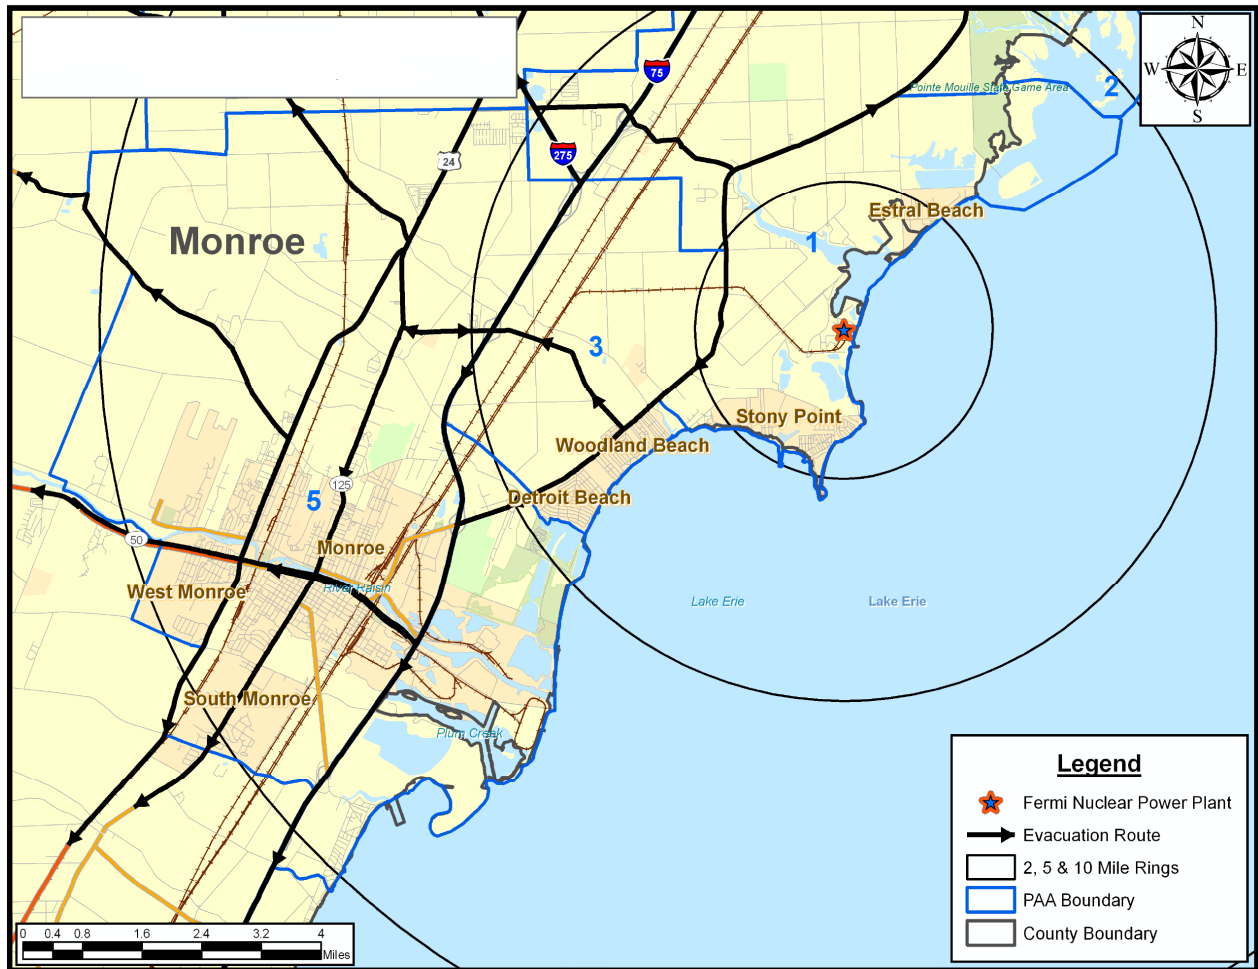 N
W E
S
75
Pointe Mouille State Game Area
2
275
24
Estral Beach
Monroe
1
3
Stony Point
Woodland Beach
125
5
Detroit Beach
50
Monroe
River Raisin
West Monroe
Lake Erie
Lake Erie
South Monroe
Plum Creek
Legend
Fermi Nuclear Power Plant
Evacuation Route
2, 5 & 10 Mile Rings
PAA Boundary
County Boundary
0 0.4 0.8 1.6 2.4 3.2 4
Miles